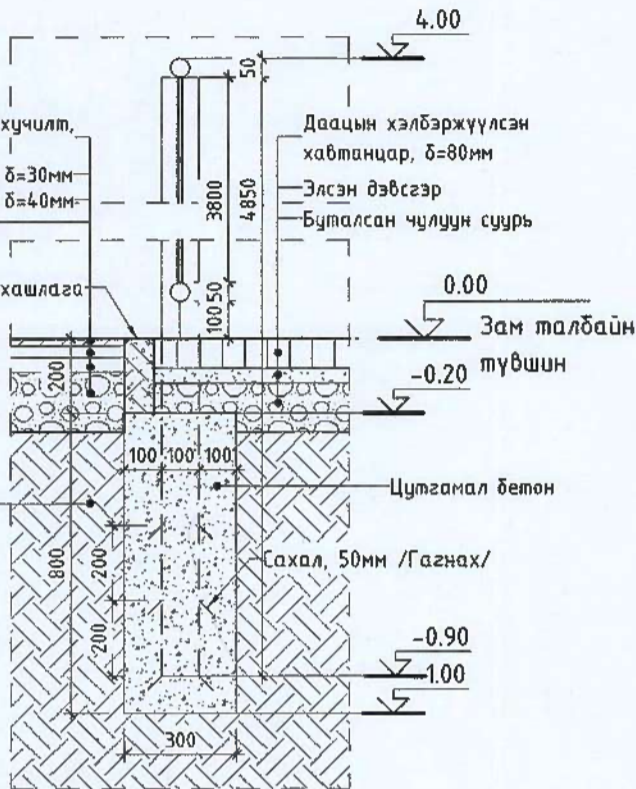 4.00
50
хучилт,
δ=30мм
δ=40мм
Даацын хэлбэржүүлсэн
хавтанцар, δ=80мм
Элсэн дэвсгэр
Буталсан чулуун суурь
3800
4850
хашлага
50
100
0.00
Зам талбайн
түвшин
200
-0.20
100 100 100
Цутгамал бетон
800
200
Сахал, 50мм /Гагнах/
200
-0.90
-1.00
300